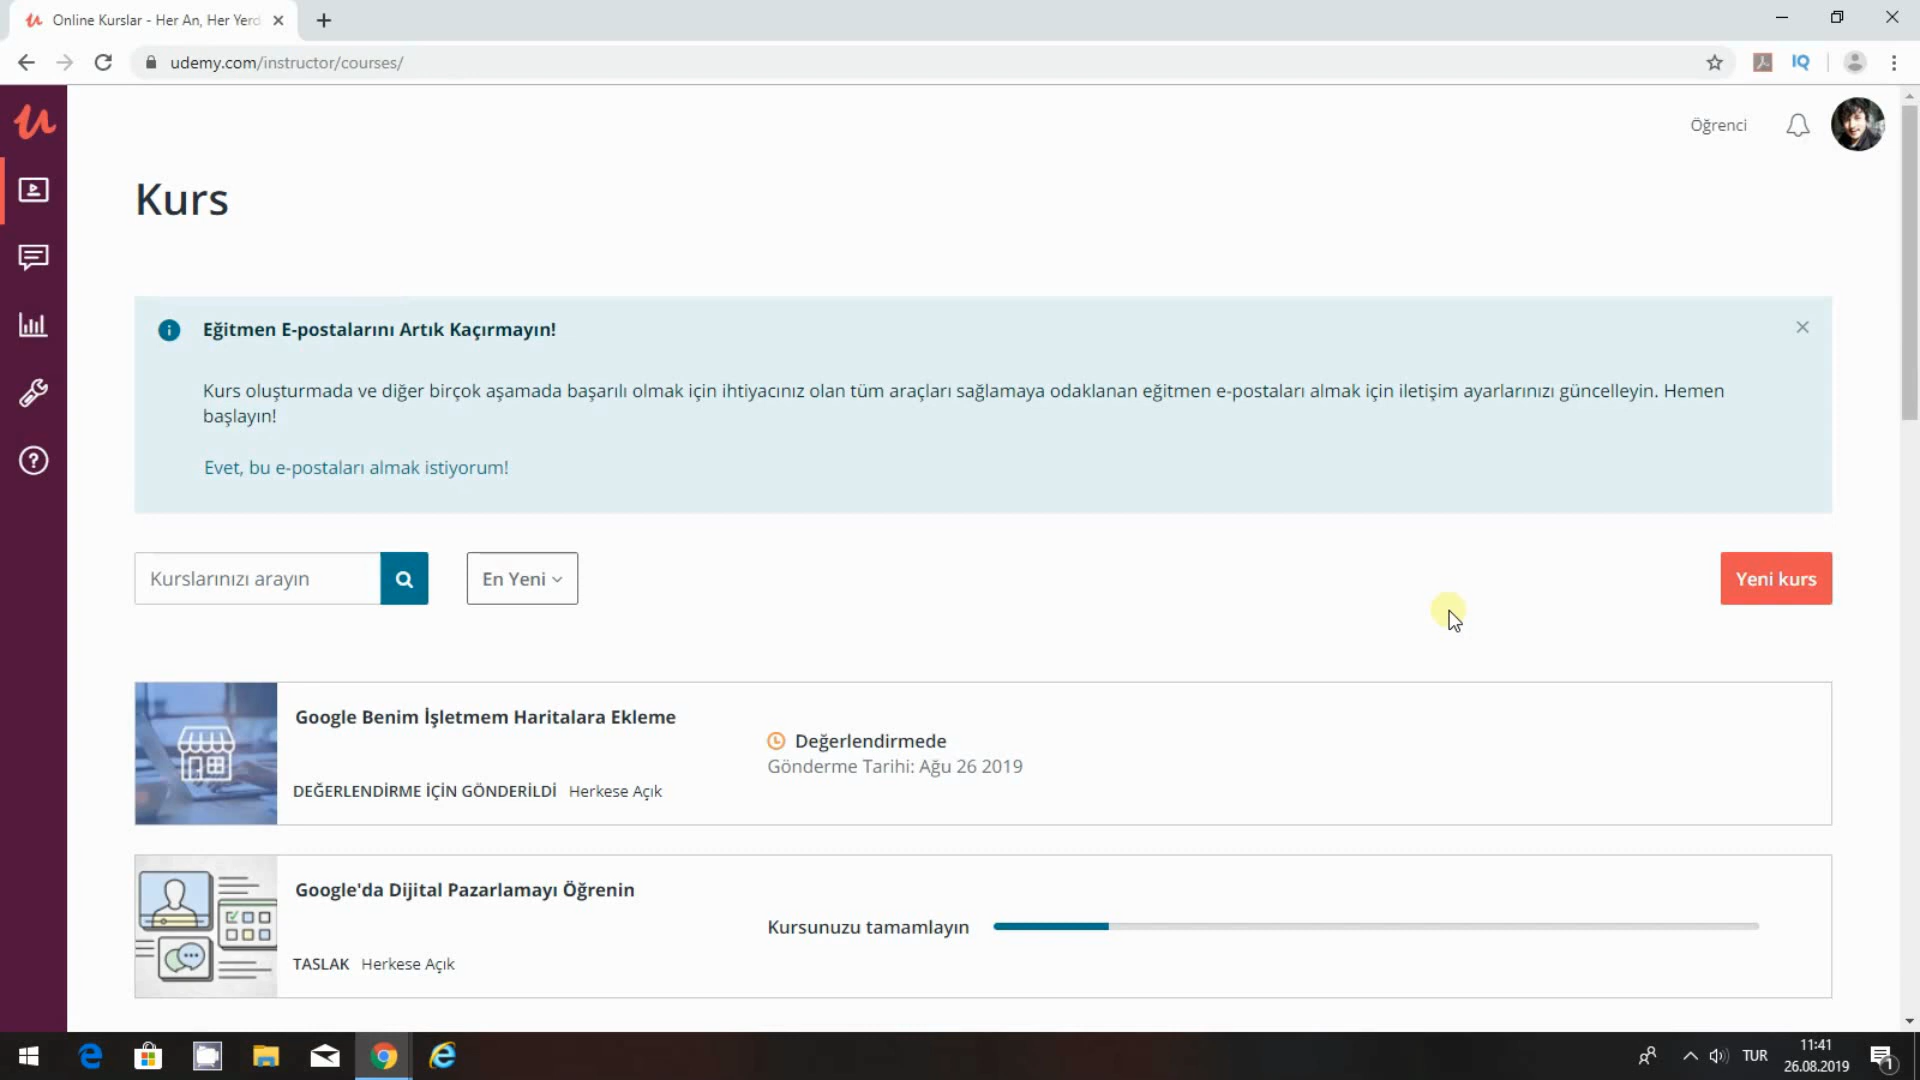 Online Kurslar - Her An, Her Yerd
udemy.com/instructor/courses/
IQ
Öğrenci
Kurs
Eğitmen E-postalarını Artık Kaçırmayın!
Kurs oluşturmada ve diğer birçok aşamada başarılı olmak için ihtiyacınız olan tüm araçları sağlamaya odaklanan eğitmen e-postaları almak için iletişim ayarlarınızı güncelleyin. Hemen
başlayın!
Evet, bu e-postaları almak istiyorum!
Kurslarınızı arayın
En Yeni
Yeni kurs
Google Benim İşletmem Haritalara Ekleme
Değerlendirmede
Gönderme Tarihi: Ağu 26 2019
DEĞERLENDİRME İÇİN GÖNDERİLDİ Herkese Açık
Google'da Dijital Pazarlamayı Öğrenin
Kursunuzu tamamlayın
TASLAK Herkese Açık
TUR
11:41
26.08.2019
1